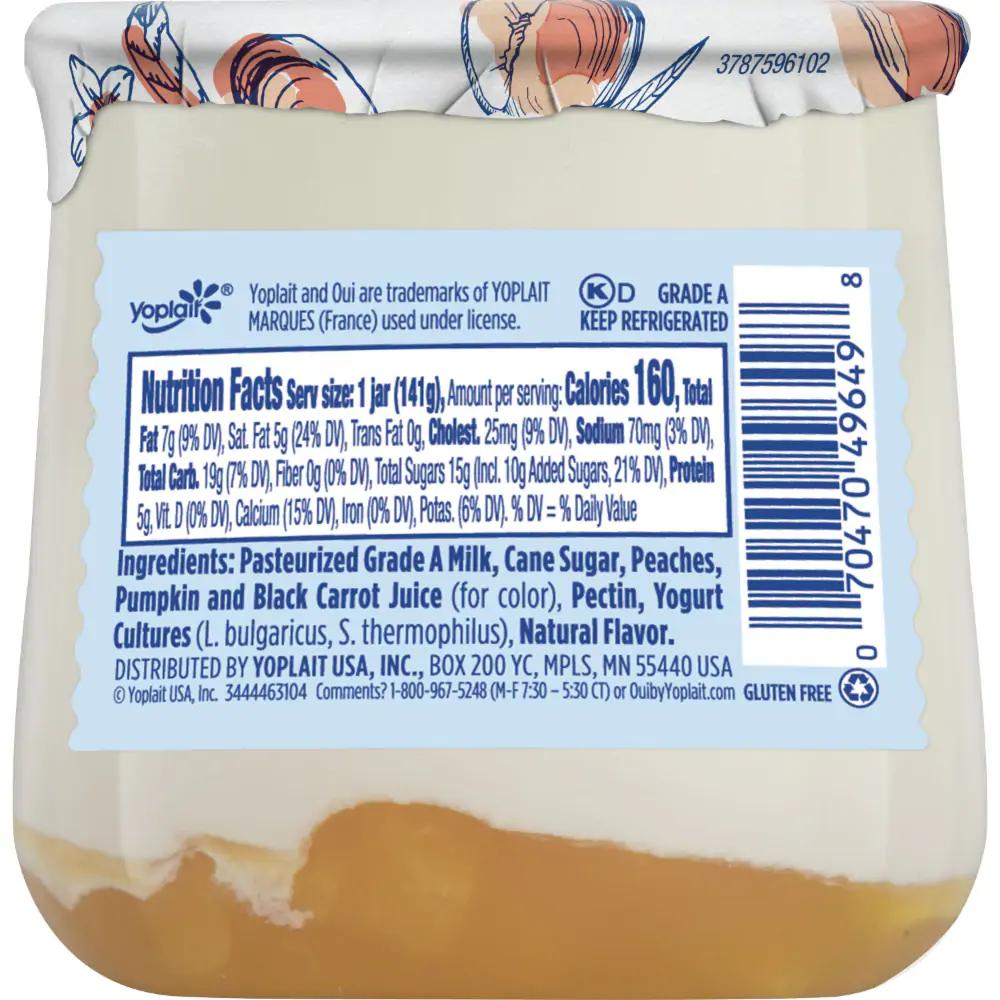 3787596102
Yoplait®
Yoplait and Oui are trademarks of YOPLAIT
MARQUES (France) used under license.
K D GRADE A
KEEP REFRIGERATED
Nutrition Facts Serv size: 1 jar (141g), Amount per serving: Calories 160, Total
Fat 7g (9% DV), Sat. Fat 5g (24% DV), Trans Fat 0g, Cholest. 25mg (9% DV), Sodium 70mg (3% DV),
Total Carb. 19g (7% DV), Fiber 0g (0% DV), Total Sugars 15g (Incl. 10g Added Sugars, 21% DV), Protein
5g, Vit. D (0% DV), Calcium (15% DV), Iron (0% DV), Potas. (6% DV). % DV = % Daily Value
Ingredients: Pasteurized Grade A Milk, Cane Sugar, Peaches,
Pumpkin and Black Carrot Juice (for color), Pectin, Yogurt
Cultures (L. bulgaricus, S. thermophilus), Natural Flavor.
DISTRIBUTED BY YOPLAIT USA, INC., BOX 200 YC, MPLS, MN 55440 USA
© Yoplait USA, Inc. 3444463104 Comments? 1-800-967-5248 (M-F 7:30 – 5:30 CT) or OuibyYoplait.com
GLUTEN FREE
0 70470 49649 8